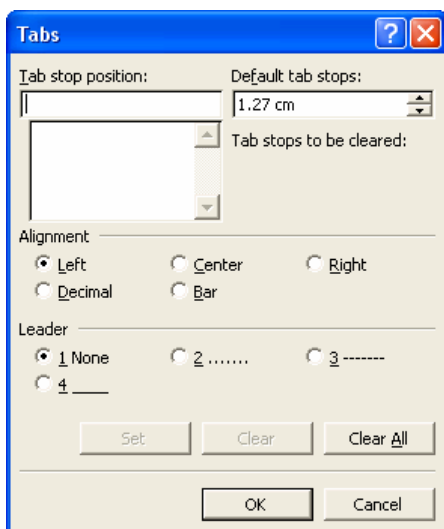 Tabs
Tab stop position: Default tab stops:
1.27 cm
Tab stops to be cleared:
Alignment
Left Center Right
Decimal Bar
Leader
1 None 2 ....... 3 -------
4 ____
Set Clear Clear All
OK Cancel